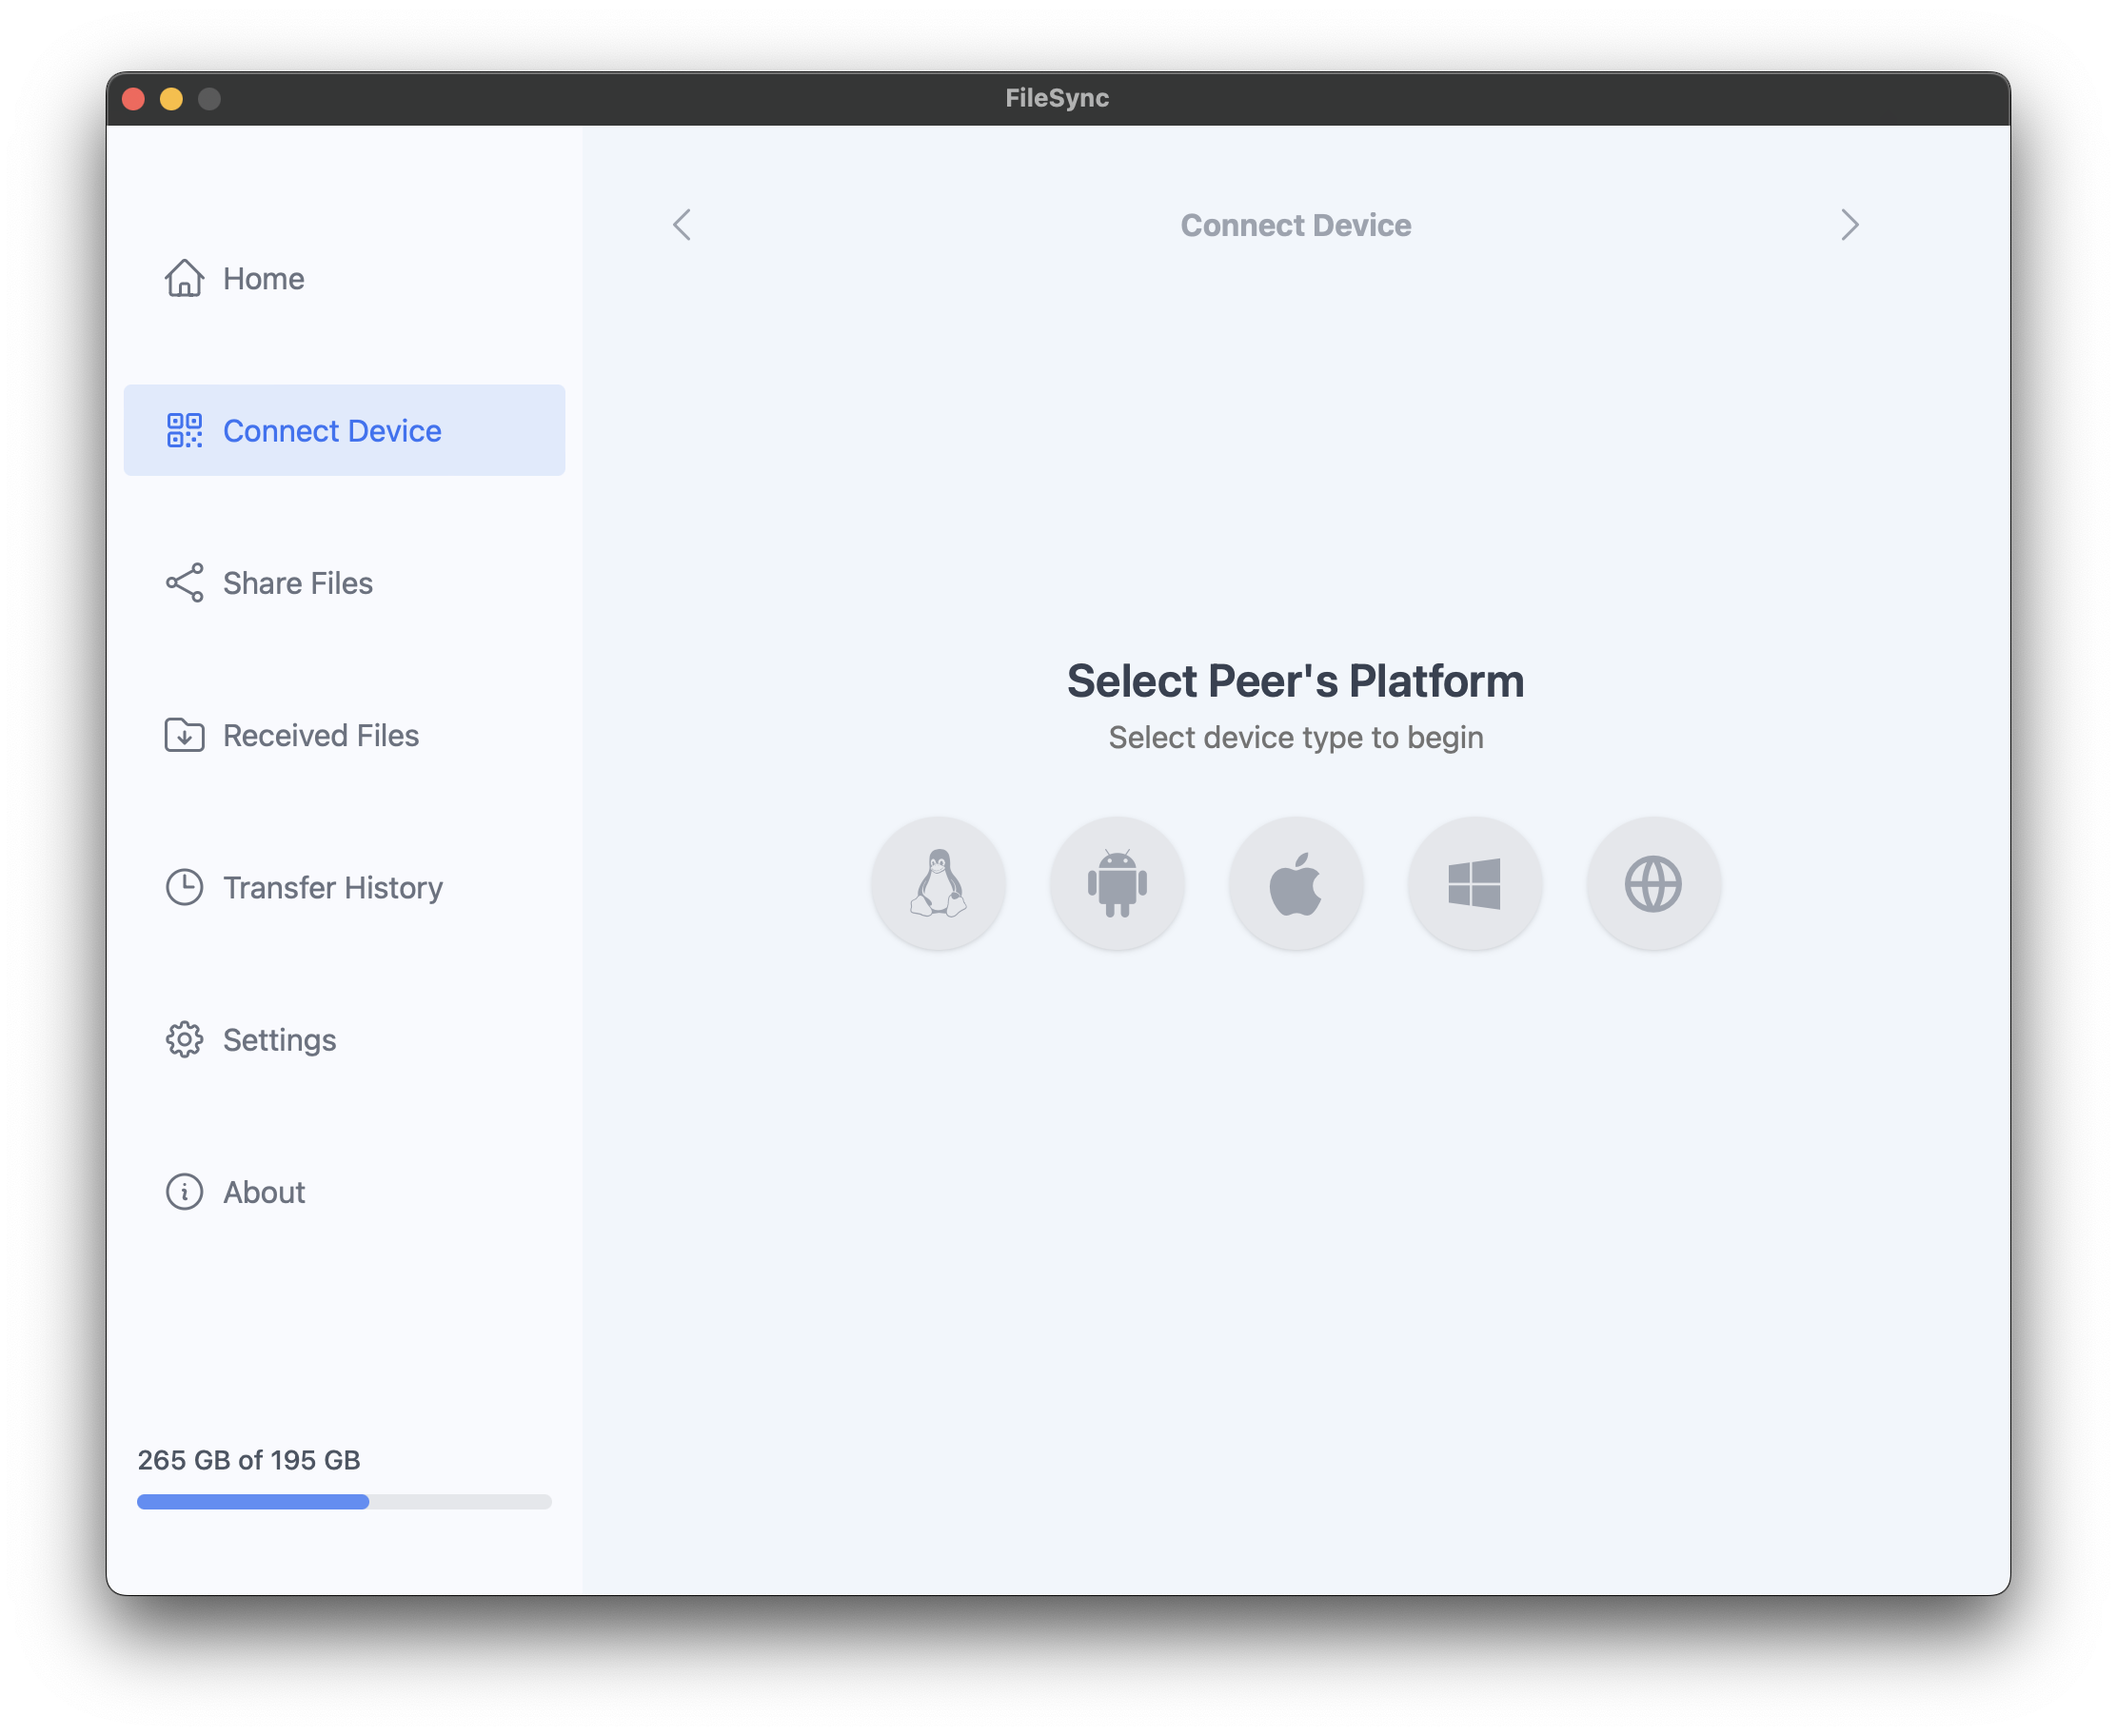 FileSync
Home
Connect Device
Share Files
Received Files
Transfer History
Settings
About
265 GB of 195 GB
Connect Device
Select Peer's Platform
Select device type to begin